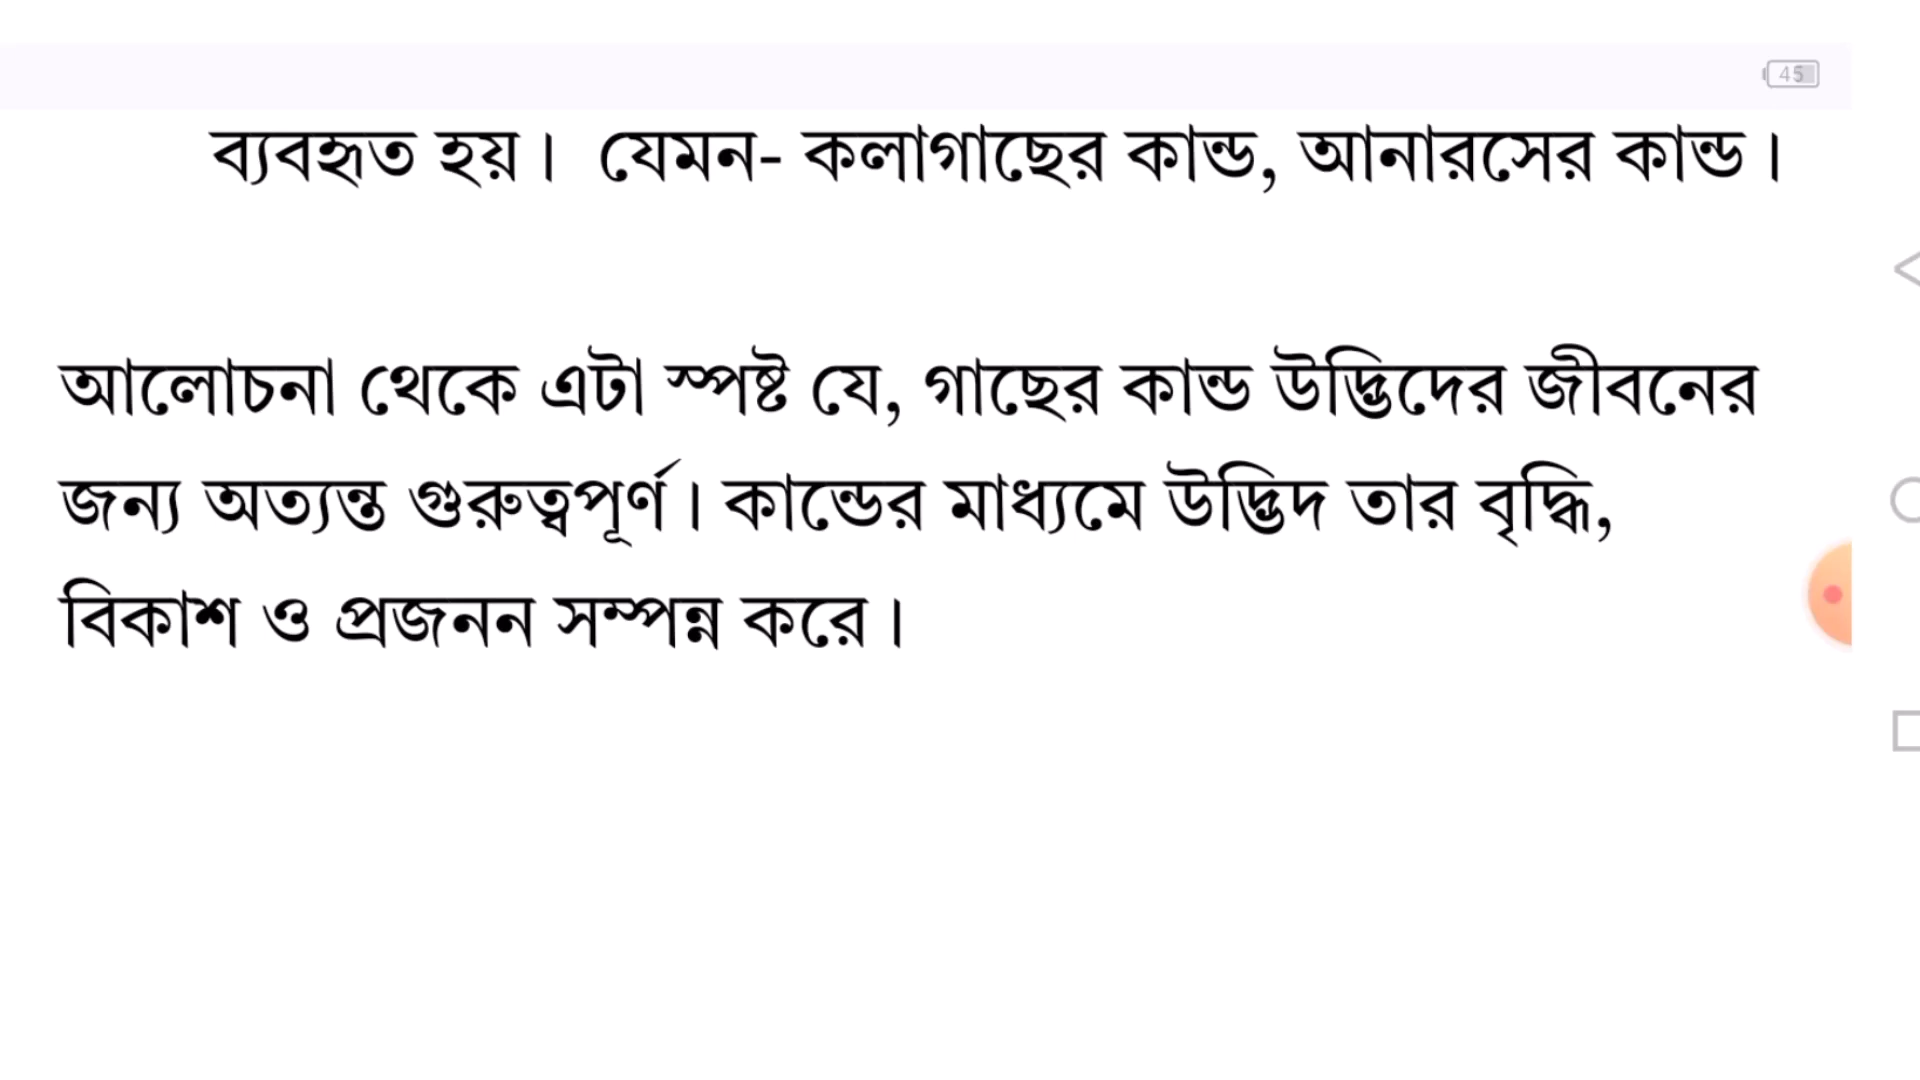 45
ব্যবহৃত হয়। যেমন- কলাগাছের কান্ড, আনারসের কান্ড।
আলোচনা থেকে এটা স্পষ্ট যে, গাছের কান্ড উদ্ভিদের জীবনের
জন্য অত্যন্ত গুরুত্বপূর্ণ। কান্ডের মাধ্যমে উদ্ভিদ তার বৃদ্ধি,
বিকাশ ও প্রজনন সম্পন্ন করে।